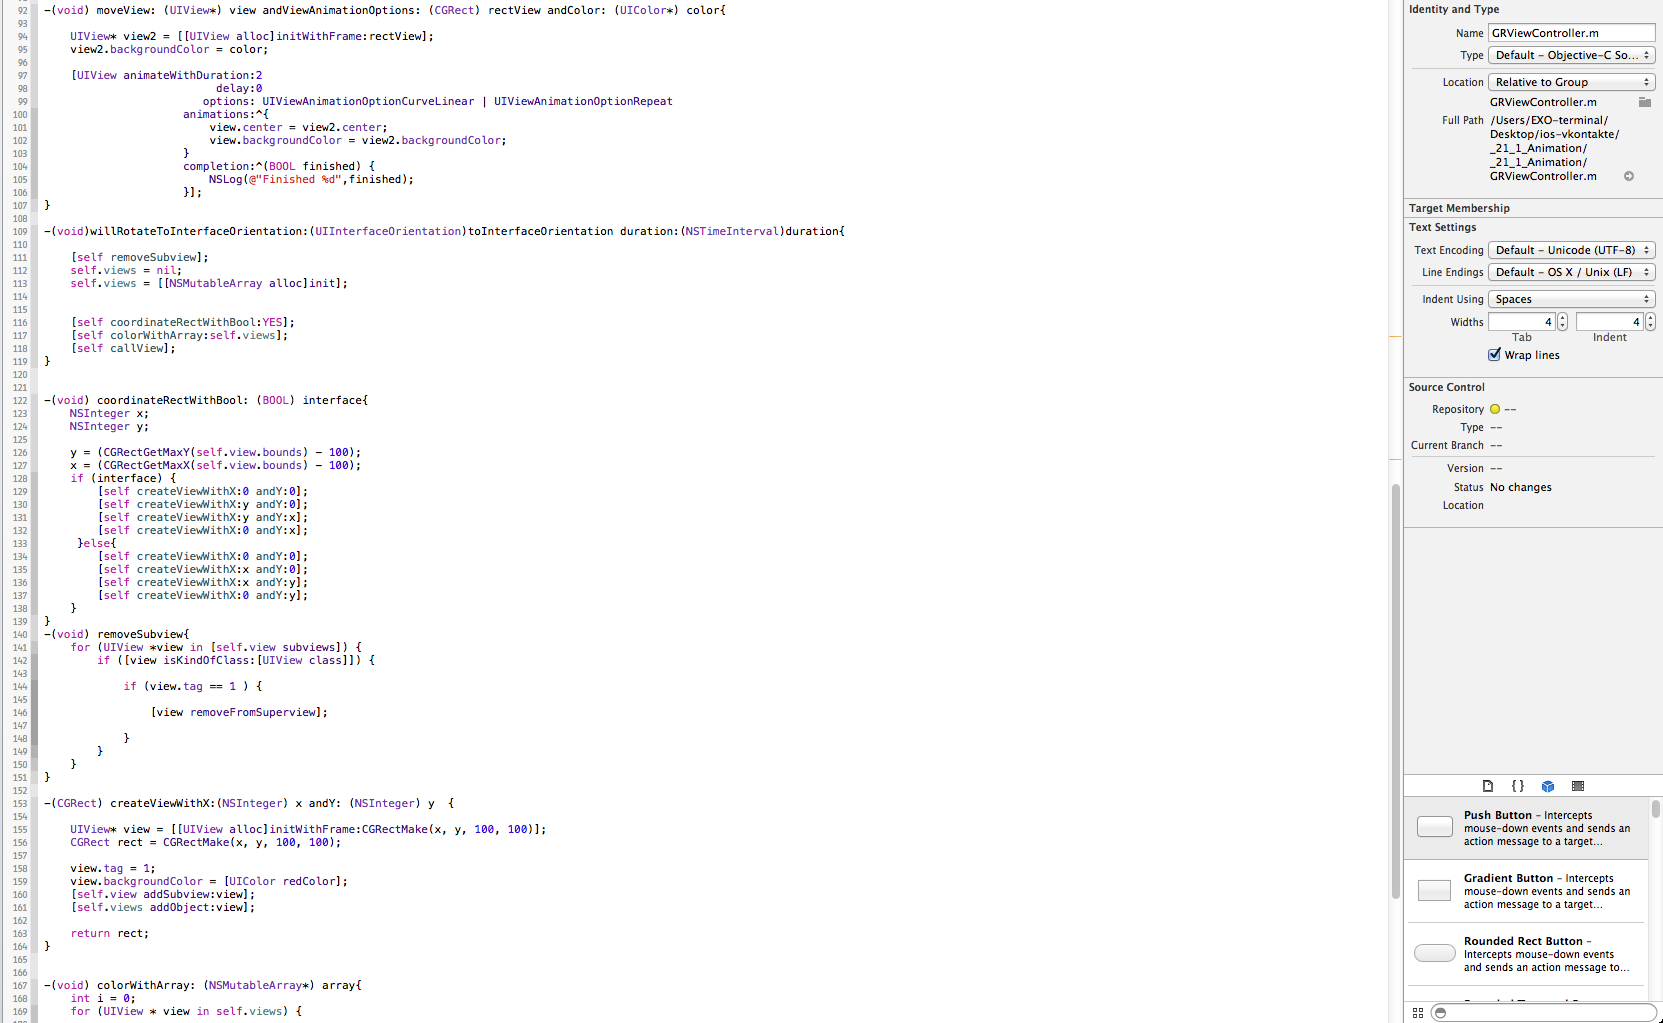 92 -(void) moveView: (UIView*) view andViewAnimationOptions: (CGRect) rectView andColor: (UIColor*) color{
93
94 UIView* view2 = [[UIView alloc]initWithFrame:rectView];
95 view2.backgroundColor = color;
96
97 [UIView animateWithDuration:2
98 delay:0
99 options: UIViewAnimationOptionCurveLinear | UIViewAnimationOptionRepeat
100 animations:^{
101 view.center = view2.center;
102 view.backgroundColor = view2.backgroundColor;
103 }
104 completion:^(BOOL finished) {
105 NSLog(@"Finished %d",finished);
106 }];
107 }
108
109 -(void)willRotateToInterfaceOrientation:(UIInterfaceOrientation)toInterfaceOrientation duration:(NSTimeInterval)duration{
110
111 [self removeSubview];
112 self.views = nil;
113 self.views = [[NSMutableArray alloc]init];
114
115
116 [self coordinateRectWithBool:YES];
117 [self colorWithArray:self.views];
118 [self callView];
119 }
120
121
122 -(void) coordinateRectWithBool: (BOOL) interface{
123 NSInteger x;
124 NSInteger y;
125
126 y = (CGRectGetMaxY(self.view.bounds) - 100);
127 x = (CGRectGetMaxX(self.view.bounds) - 100);
128 if (interface) {
129 [self createViewWithX:0 andY:0];
130 [self createViewWithX:y andY:0];
131 [self createViewWithX:y andY:x];
132 [self createViewWithX:0 andY:x];
133 }else{
134 [self createViewWithX:0 andY:0];
135 [self createViewWithX:x andY:0];
136 [self createViewWithX:x andY:y];
137 [self createViewWithX:0 andY:y];
138 }
139 }
140 -(void) removeSubview{
141 for (UIView *view in [self.view subviews]) {
142 if ([view isKindOfClass:[UIView class]]) {
143
144 if (view.tag == 1 ) {
145
146 [view removeFromSuperview];
147
148 }
149 }
150 }
151 }
152
153 -(CGRect) createViewWithX:(NSInteger) x andY: (NSInteger) y {
154
155 UIView* view = [[UIView alloc]initWithFrame:CGRectMake(x, y, 100, 100)];
156 CGRect rect = CGRectMake(x, y, 100, 100);
157
158 view.tag = 1;
159 view.backgroundColor = [UIColor redColor];
160 [self.view addSubview:view];
161 [self.views addObject:view];
162
163 return rect;
164 }
165
166
167 -(void) colorWithArray: (NSMutableArray*) array{
168 int i = 0;
169 for (UIView * view in self.views) {
Identity and Type
Name GRViewController.m
Type Default - Objective-C So...
Location Relative to Group
GRViewController.m
Full Path /Users/EXO-terminal/
Desktop/ios-vkontakte/
_21_1_Animation/
_21_1_Animation/
GRViewController.m
Target Membership
Text Settings
Text Encoding Default - Unicode (UTF-8)
Line Endings Default - OS X / Unix (LF)
Indent Using Spaces
Widths 4 4
Tab Indent
Wrap lines
Source Control
Repository --
Type --
Current Branch --
Version --
Status No changes
Location
Push Button - Intercepts
mouse-down events and sends an
action message to a target...
Gradient Button - Intercepts
mouse-down events and sends an
action message to a target...
Rounded Rect Button -
Intercepts mouse-down events
and sends an action message to...